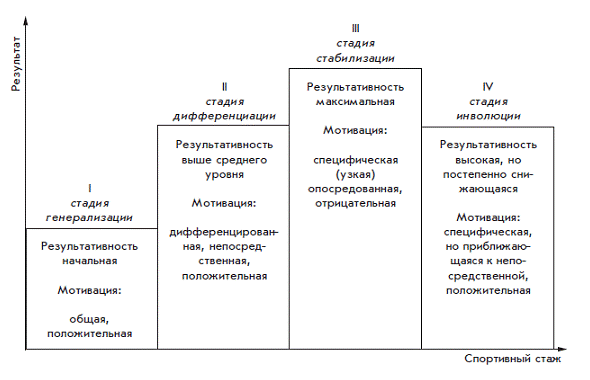 Результат
I
стадия
генерализации
Результативность
начальная
Мотивация:
общая,
положительная
II
стадия
дифференциации
Результативность
выше среднего
уровня
Мотивация:
дифференцирован-
ная, непосред-
ственная,
положительная
III
стадия
стабилизации
Результативность
максимальная
Мотивация:
специфическая
(узкая)
опосредованная,
отрицательная
IV
стадия
инволюции
Результативность
высокая, но
постепенно сни-
жающаяся
Мотивация:
специфическая,
но приближаю-
щаяся к непо-
средственной,
положительная
Спортивный стаж